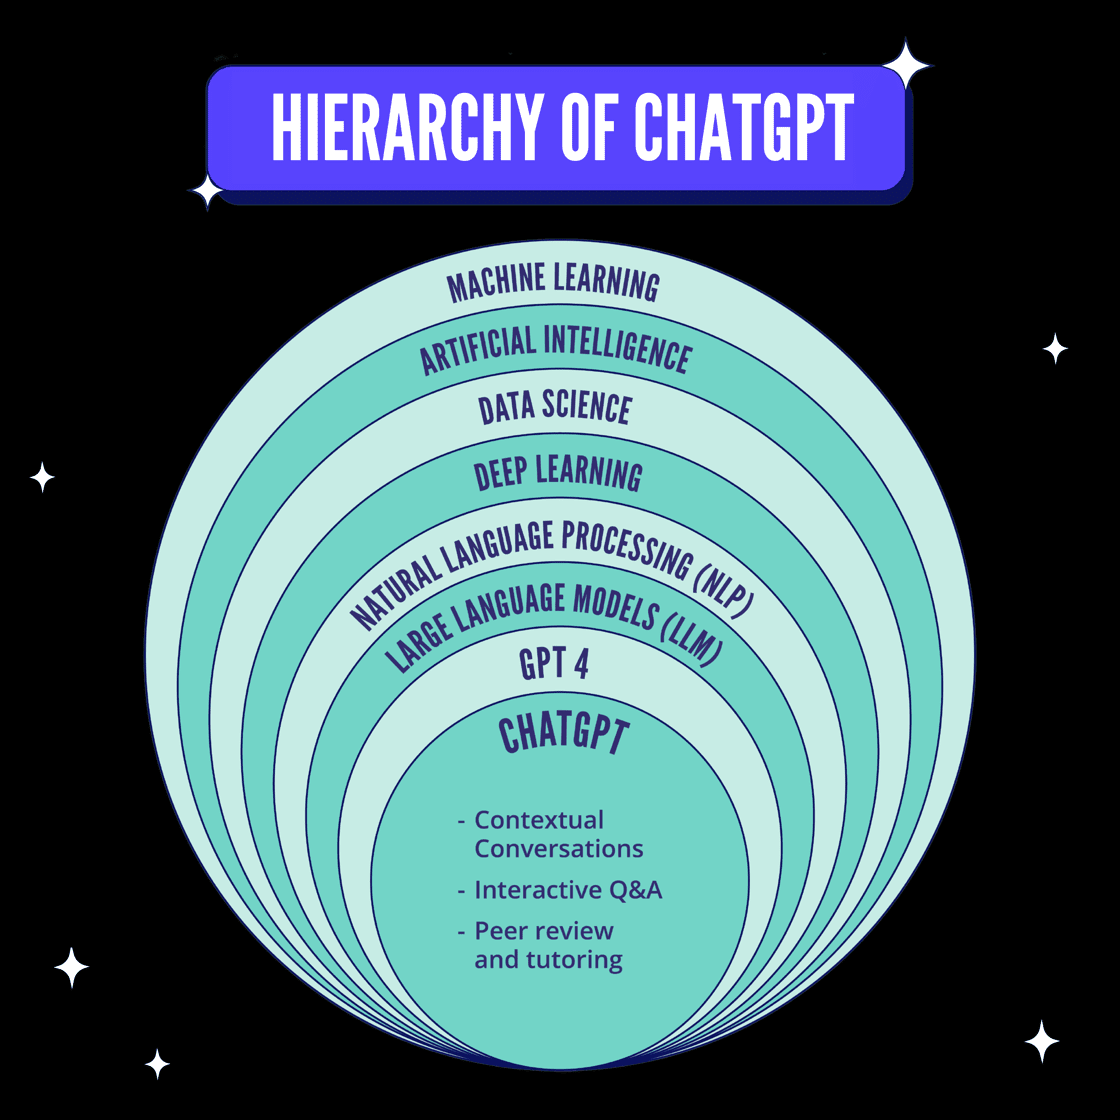 HIERARCHY OF CHATGPT
MACHINE LEARNING
ARTIFICIAL INTELLIGENCE
DATA SCIENCE
DEEP LEARNING
NATURAL LANGUAGE PROCESSING (NLP)
LARGE LANGUAGE MODELS (LLM)
GPT 4
CHATGPT
- Contextual
Conversations
- Interactive Q&A
- Peer review
and tutoring